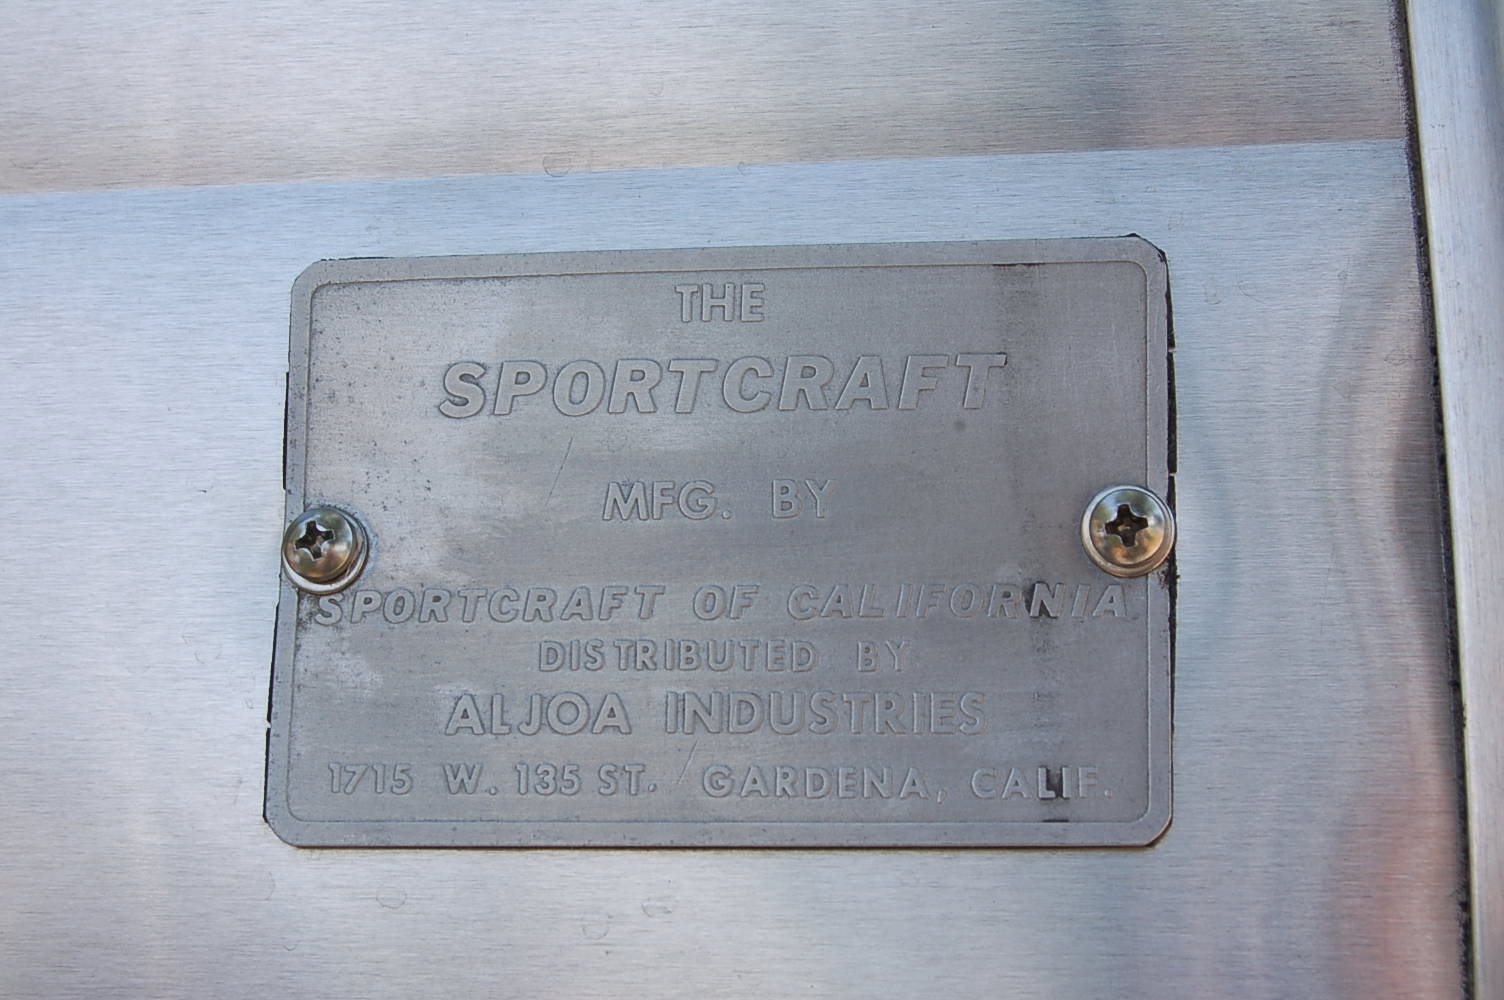 THE
SPORTCRAFT
MFG. BY
SPORTCRAFT OF CALIFORNIA
DISTRIBUTED BY
ALJOA INDUSTRIES
1715 W. 135 ST. GARDENA, CALIF.